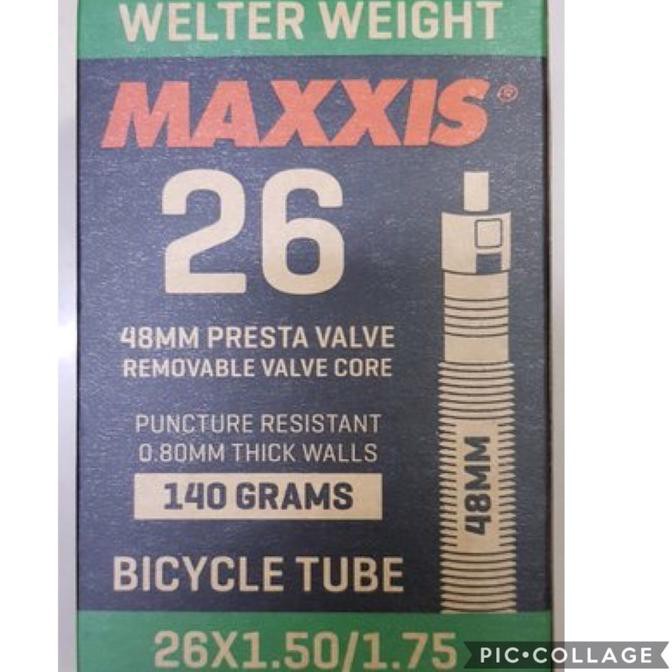 WELTER WEIGHT
MAXXIS®
26
48MM PRESTA VALVE
REMOVABLE VALVE CORE
PUNCTURE RESISTANT
0.80MM THICK WALLS
140 GRAMS
48MM
BICYCLE TUBE
26X1.50/1.75
PIC•COLLAGE